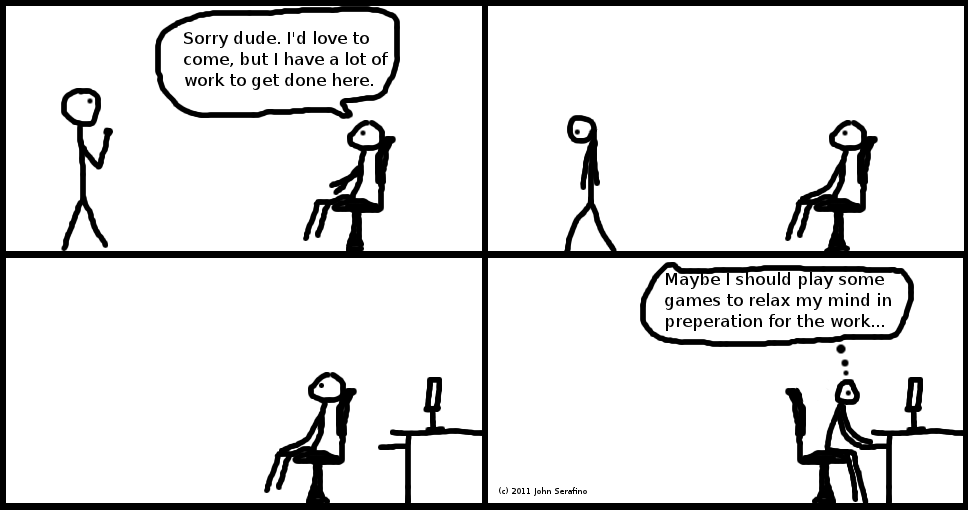 Sorry dude. I'd love to
come, but I have a lot of
work to get done here.
Maybe I should play some
games to relax my mind in
preperation for the work...
(c) 2011 John Serafino